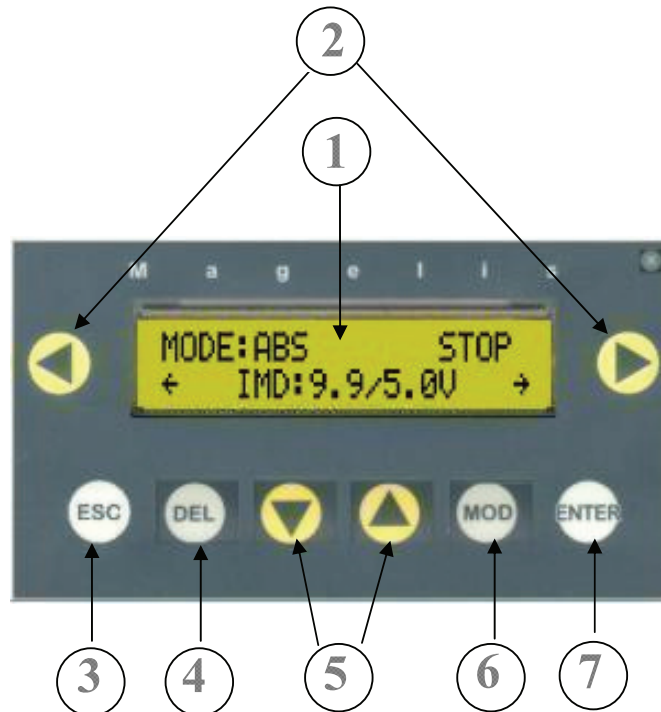 2
1
M a g e l i s
MODE:ABS STOP
← IMD:9.9/5.0V →
ESC DEL MOD ENTER
3 4 5 6 7